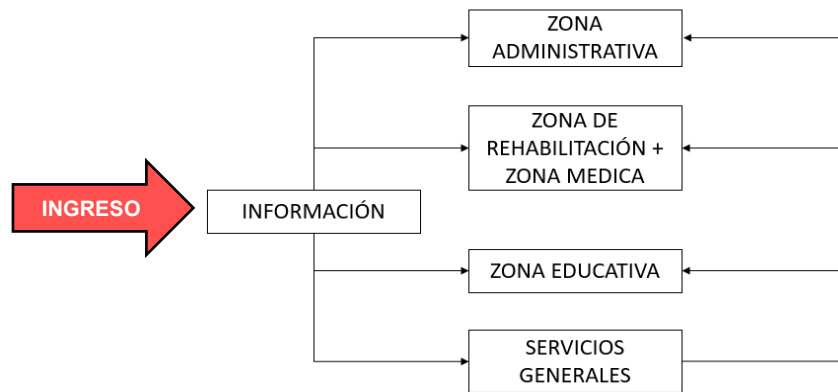 INGRESO
INFORMACIÓN
ZONA
ADMINISTRATIVA
ZONA DE
REHABILITACIÓN +
ZONA MEDICA
ZONA EDUCATIVA
SERVICIOS
GENERALES